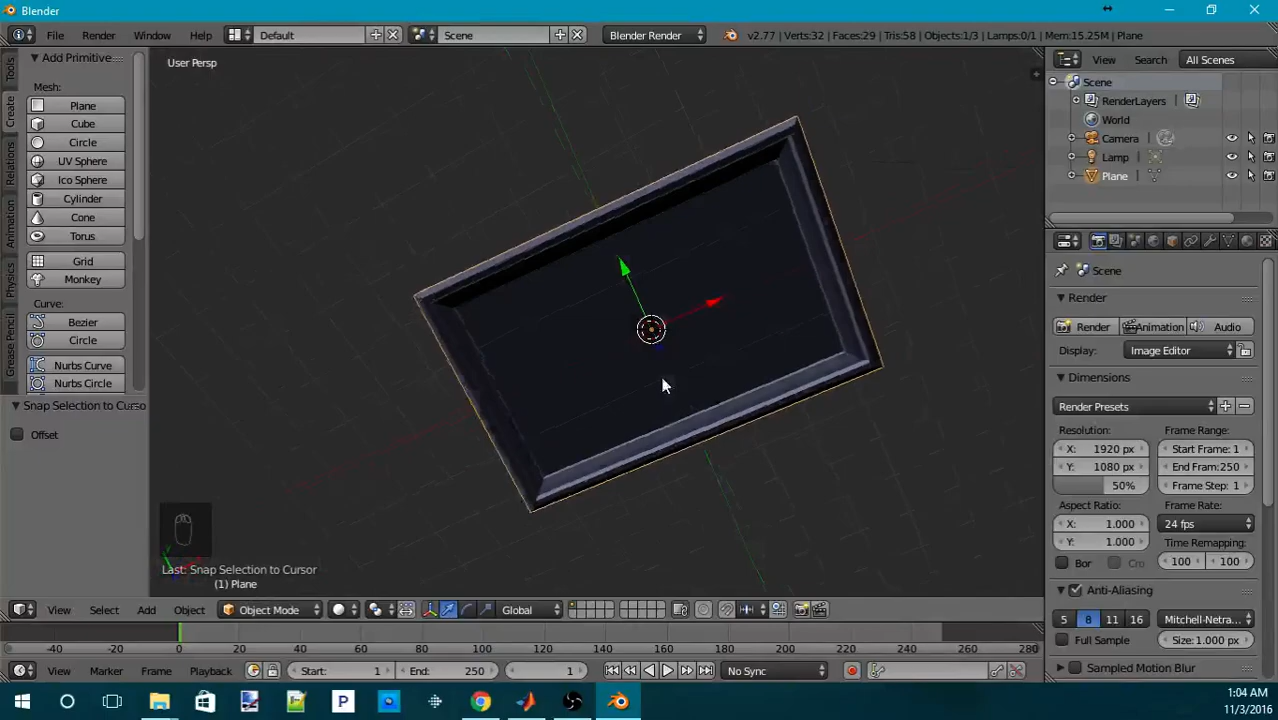 Blender
File Render Window Help Default Scene Blender Render v2.77 | Verts:32 | Faces:29 | Tris:58 | Objects:1/3 | Lamps:0/1 | Mem:15.25M | Plane
Tools
Create
Relations
Animation
Physics
Grease Pencil
Add Primitive
Mesh:
Plane
Cube
Circle
UV Sphere
Ico Sphere
Cylinder
Cone
Torus
Grid
Monkey
Curve:
Bezier
Circle
Nurbs Curve
Nurbs Circle
Snap Selection to Cursor
Offset
User Persp
Last: Snap Selection to Cursor
(1) Plane
View Select Add Object Object Mode Global
-40 -20 0 20 40 60 80 100 120 140 160 180 200 220 240 260 280
View Marker Frame Playback Start: 1 End: 250 1 No Sync
View Search All Scenes
Scene
RenderLayers
World
Camera
Lamp
Plane
Scene
Render
Render Animation Audio
Display: Image Editor
Dimensions
Render Presets
Resolution: Frame Range:
X: 1920 px Start Frame: 1
Y: 1080 px End Fram:250
50% Frame Step: 1
Aspect Ratio: Frame Rate:
X: 1.000 24 fps
Y: 1.000 Time Remapping:
Bor Cro 100 100
Anti-Aliasing
5 8 11 16 Mitchell-Netra...
Full Sample Size: 1.000 px
Sampled Motion Blur
1:04 AM
11/3/2016